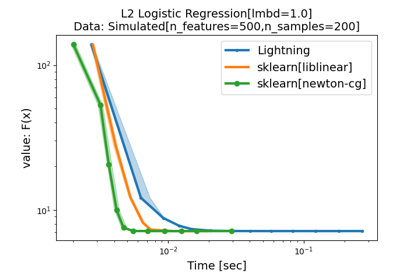 L2 Logistic Regression[lmbd=1.0]
Data: Simulated[n_features=500,n_samples=200]
Lightning
sklearn[liblinear]
sklearn[newton-cg]
value: F(x)
10²
10¹
10⁻²
10⁻¹
Time [sec]